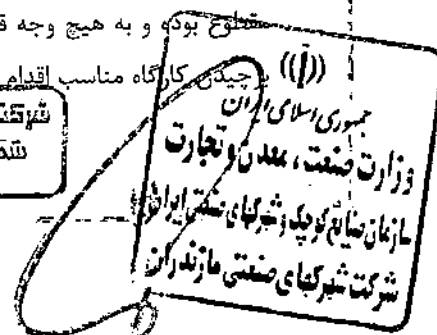 مقطوع بوده و به هیچ وجه
برچیدن کارگاه مناسب اقدام
جمهوری اسلامی ایران
وزارت صنعت، معدن و تجارت
سازمان صنایع کوچک و شهرکهای صنعتی ایران
شرکت شهرکهای صنعتی مازندران
شرکت